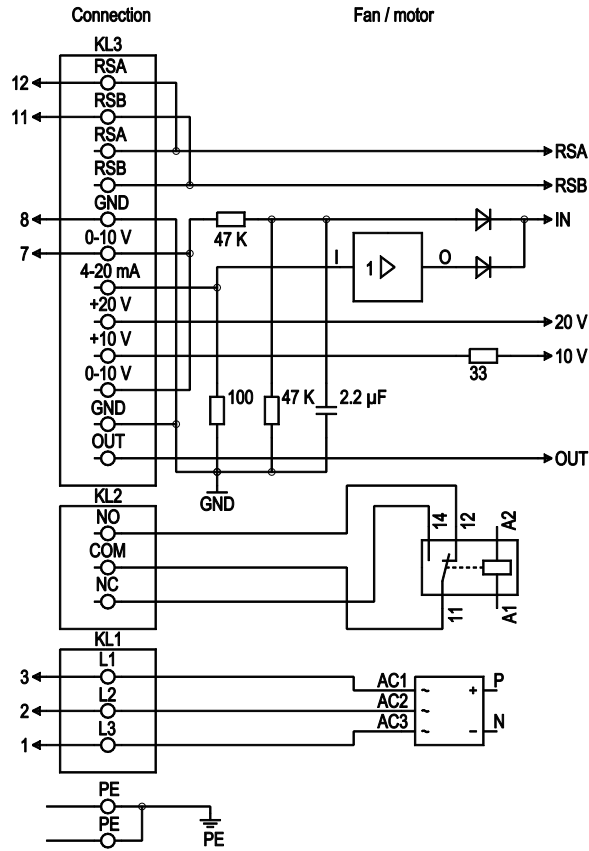 Connection Fan / motor
KL3
12 RSA
11 RSB
RSA RSA
RSB RSB
8 GND IN
47 K
7 0-10 V
4-20 mA I 1 O
+20 V 20 V
+10 V 10 V
33
0-10 V
100 47 K 2.2 µF
GND
OUT OUT
GND
KL2
NO 14 12 A2
COM
NC
11 A1
KL1
3 L1 AC1 ~ + P
2 L2 AC2 ~
1 L3 AC3 ~ – N
PE
PE PE